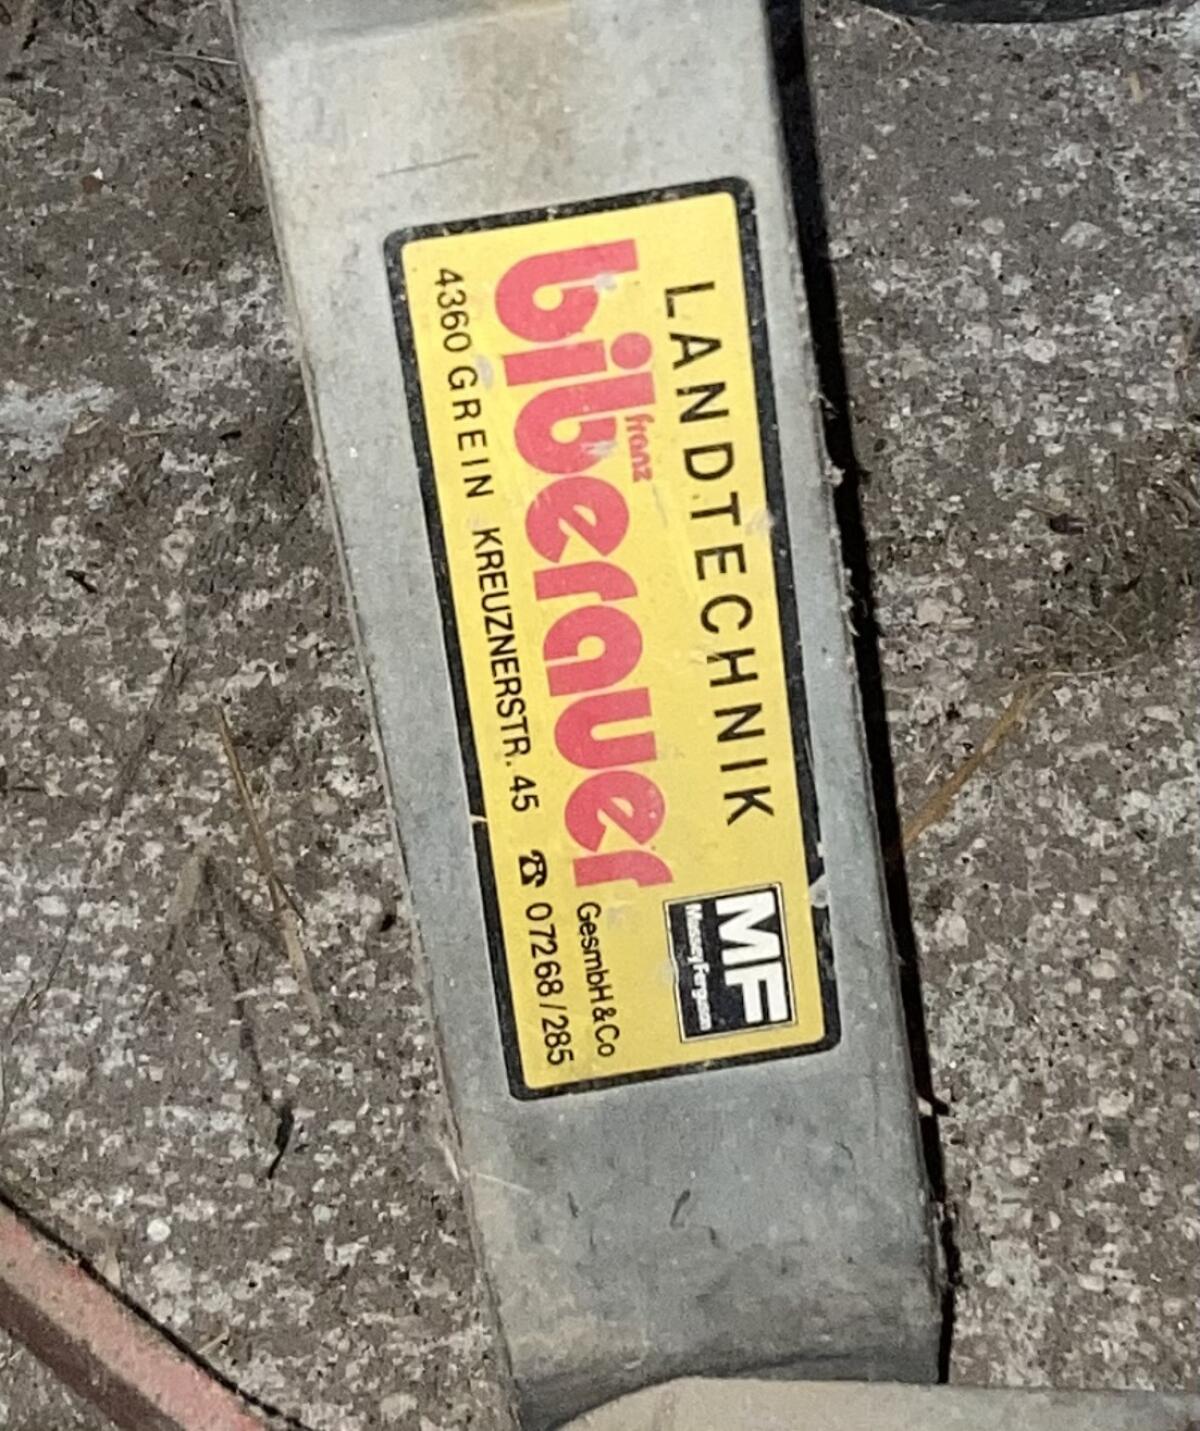 LANDTECHNIK
franz
biberauer
GesmbH & Co
MF
Massey Ferguson
4360 GREIN KREUZNERSTR. 45 ☎ 07268/285